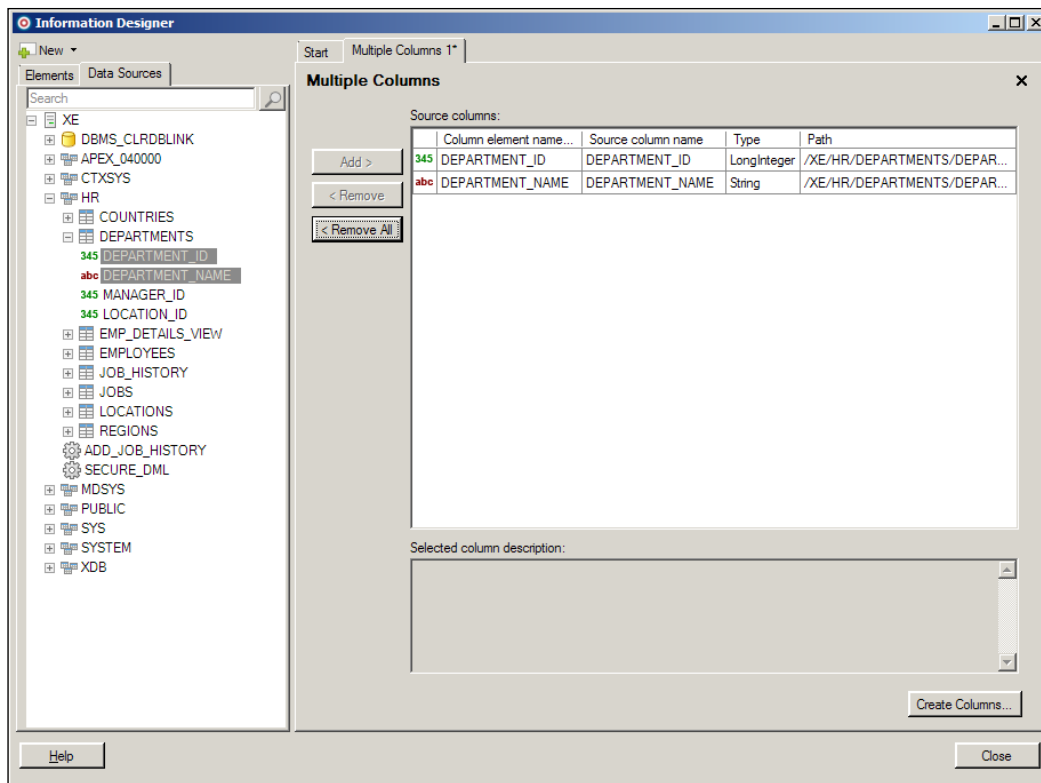 Information Designer
New
Elements
Data Sources
Search
XE
DBMS_CLRDBLINK
APEX_040000
CTXSYS
HR
COUNTRIES
DEPARTMENTS
345 DEPARTMENT_ID
abc DEPARTMENT_NAME
345 MANAGER_ID
345 LOCATION_ID
EMP_DETAILS_VIEW
EMPLOYEES
JOB_HISTORY
JOBS
LOCATIONS
REGIONS
ADD_JOB_HISTORY
SECURE_DML
MDSYS
PUBLIC
SYS
SYSTEM
XDB
Start
Multiple Columns 1*
Multiple Columns
Source columns:
Add >
< Remove
< Remove All
Column element name... Source column name Type Path
345 DEPARTMENT_ID DEPARTMENT_ID LongInteger /XE/HR/DEPARTMENTS/DEPAR...
abc DEPARTMENT_NAME DEPARTMENT_NAME String /XE/HR/DEPARTMENTS/DEPAR...
Selected column description:
Create Columns...
Help
Close